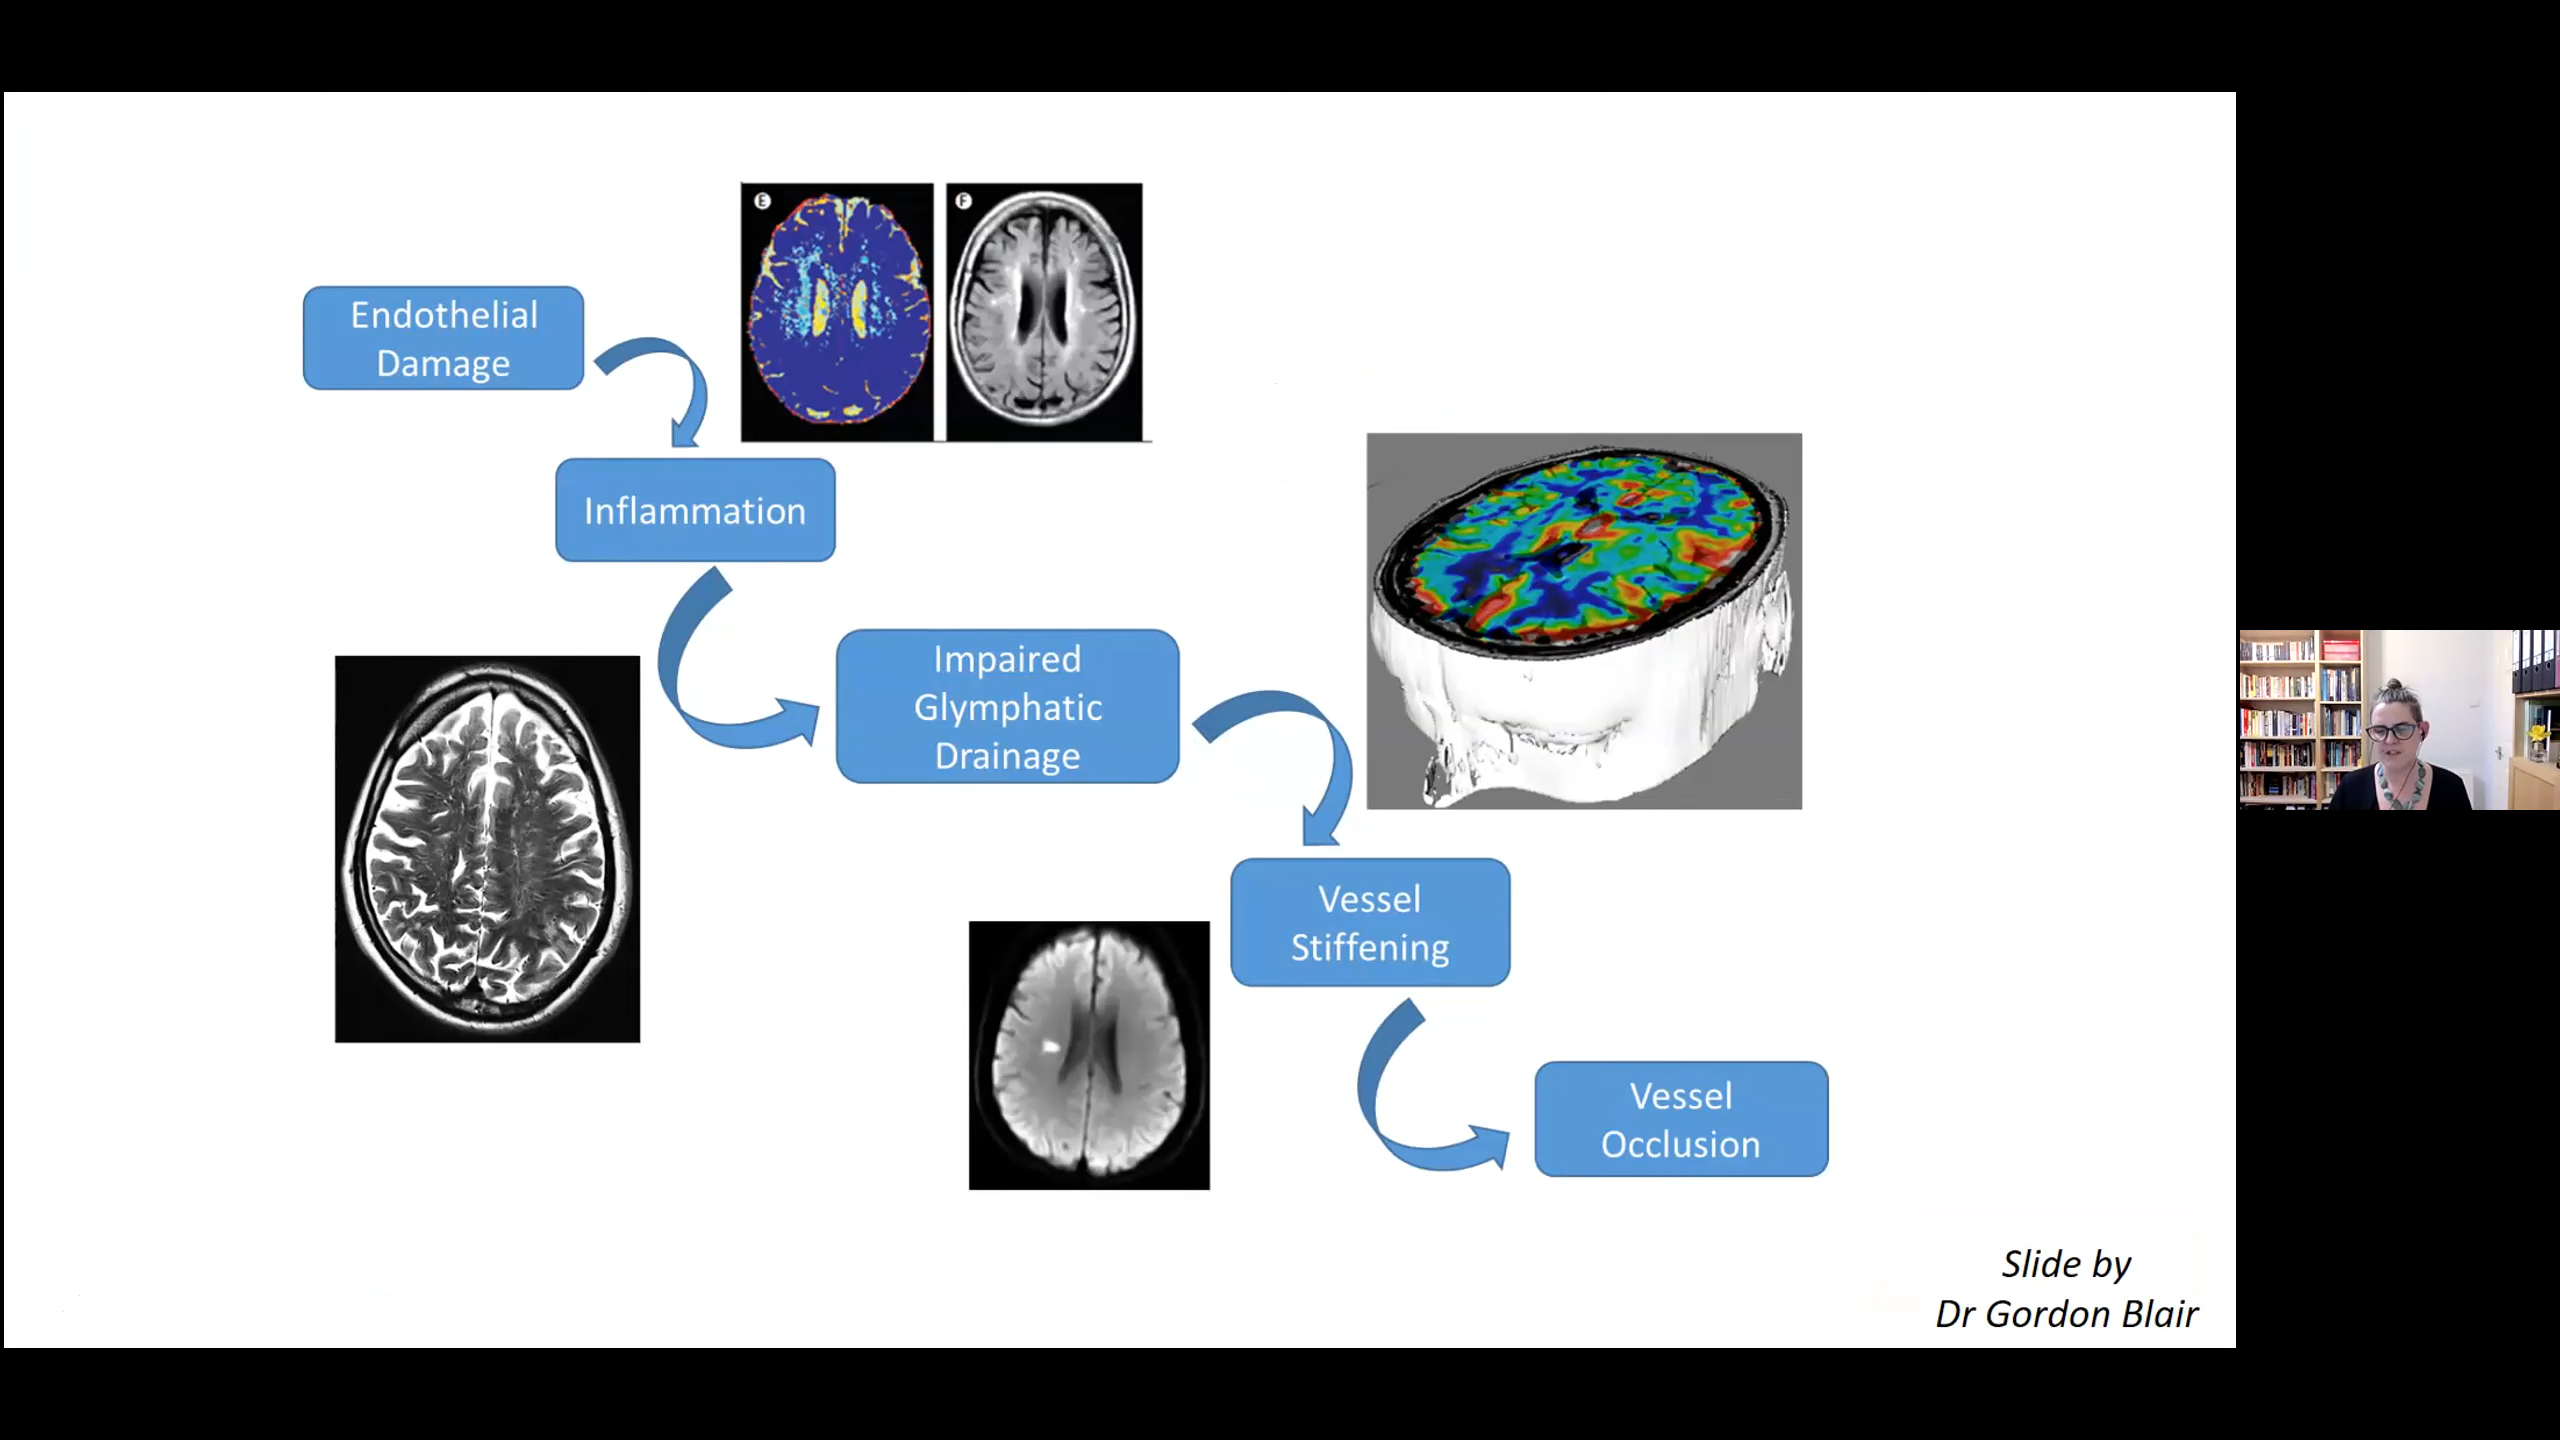 E
F
Endothelial
Damage
Inflammation
Impaired
Glymphatic
Drainage
Vessel
Stiffening
Vessel
Occlusion
Slide by
Dr Gordon Blair